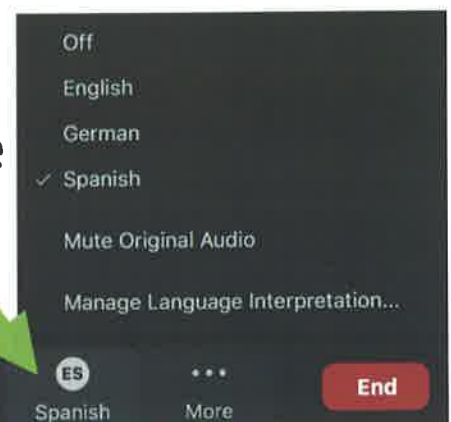 Off
English
German
✓ Spanish
Mute Original Audio
Manage Language Interpretation...
ES
Spanish
More
End